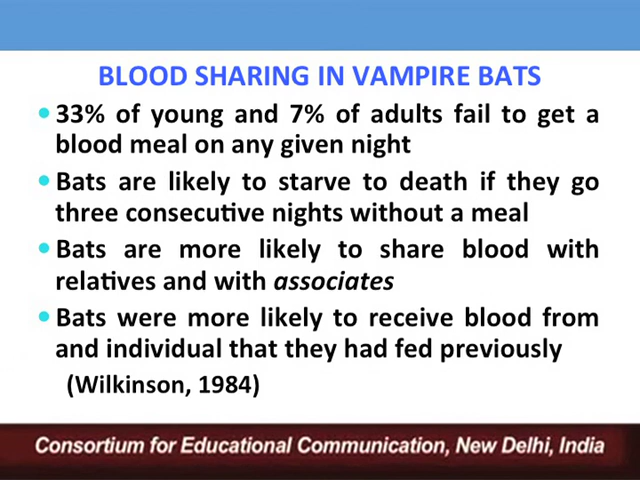 BLOOD SHARING IN VAMPIRE BATS
• 33% of young and 7% of adults fail to get a
blood meal on any given night
• Bats are likely to starve to death if they go
three consecutive nights without a meal
• Bats are more likely to share blood with
relatives and with associates
• Bats were more likely to receive blood from
and individual that they had fed previously
(Wilkinson, 1984)
Consortium for Educational Communication, New Delhi, India